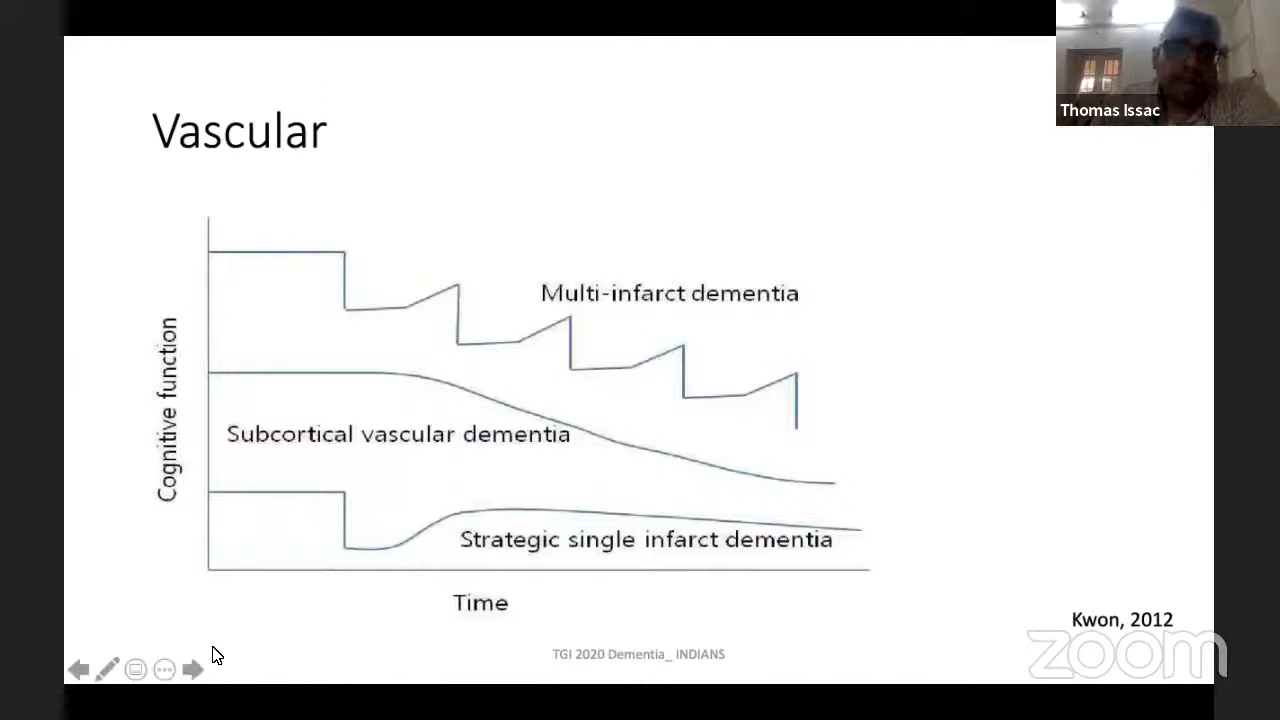 Thomas Issac
Vascular
Cognitive function
Multi-infarct dementia
Subcortical vascular dementia
Strategic single infarct dementia
Time
Kwon, 2012
TGI 2020 Dementia_ INDIANS
zoom